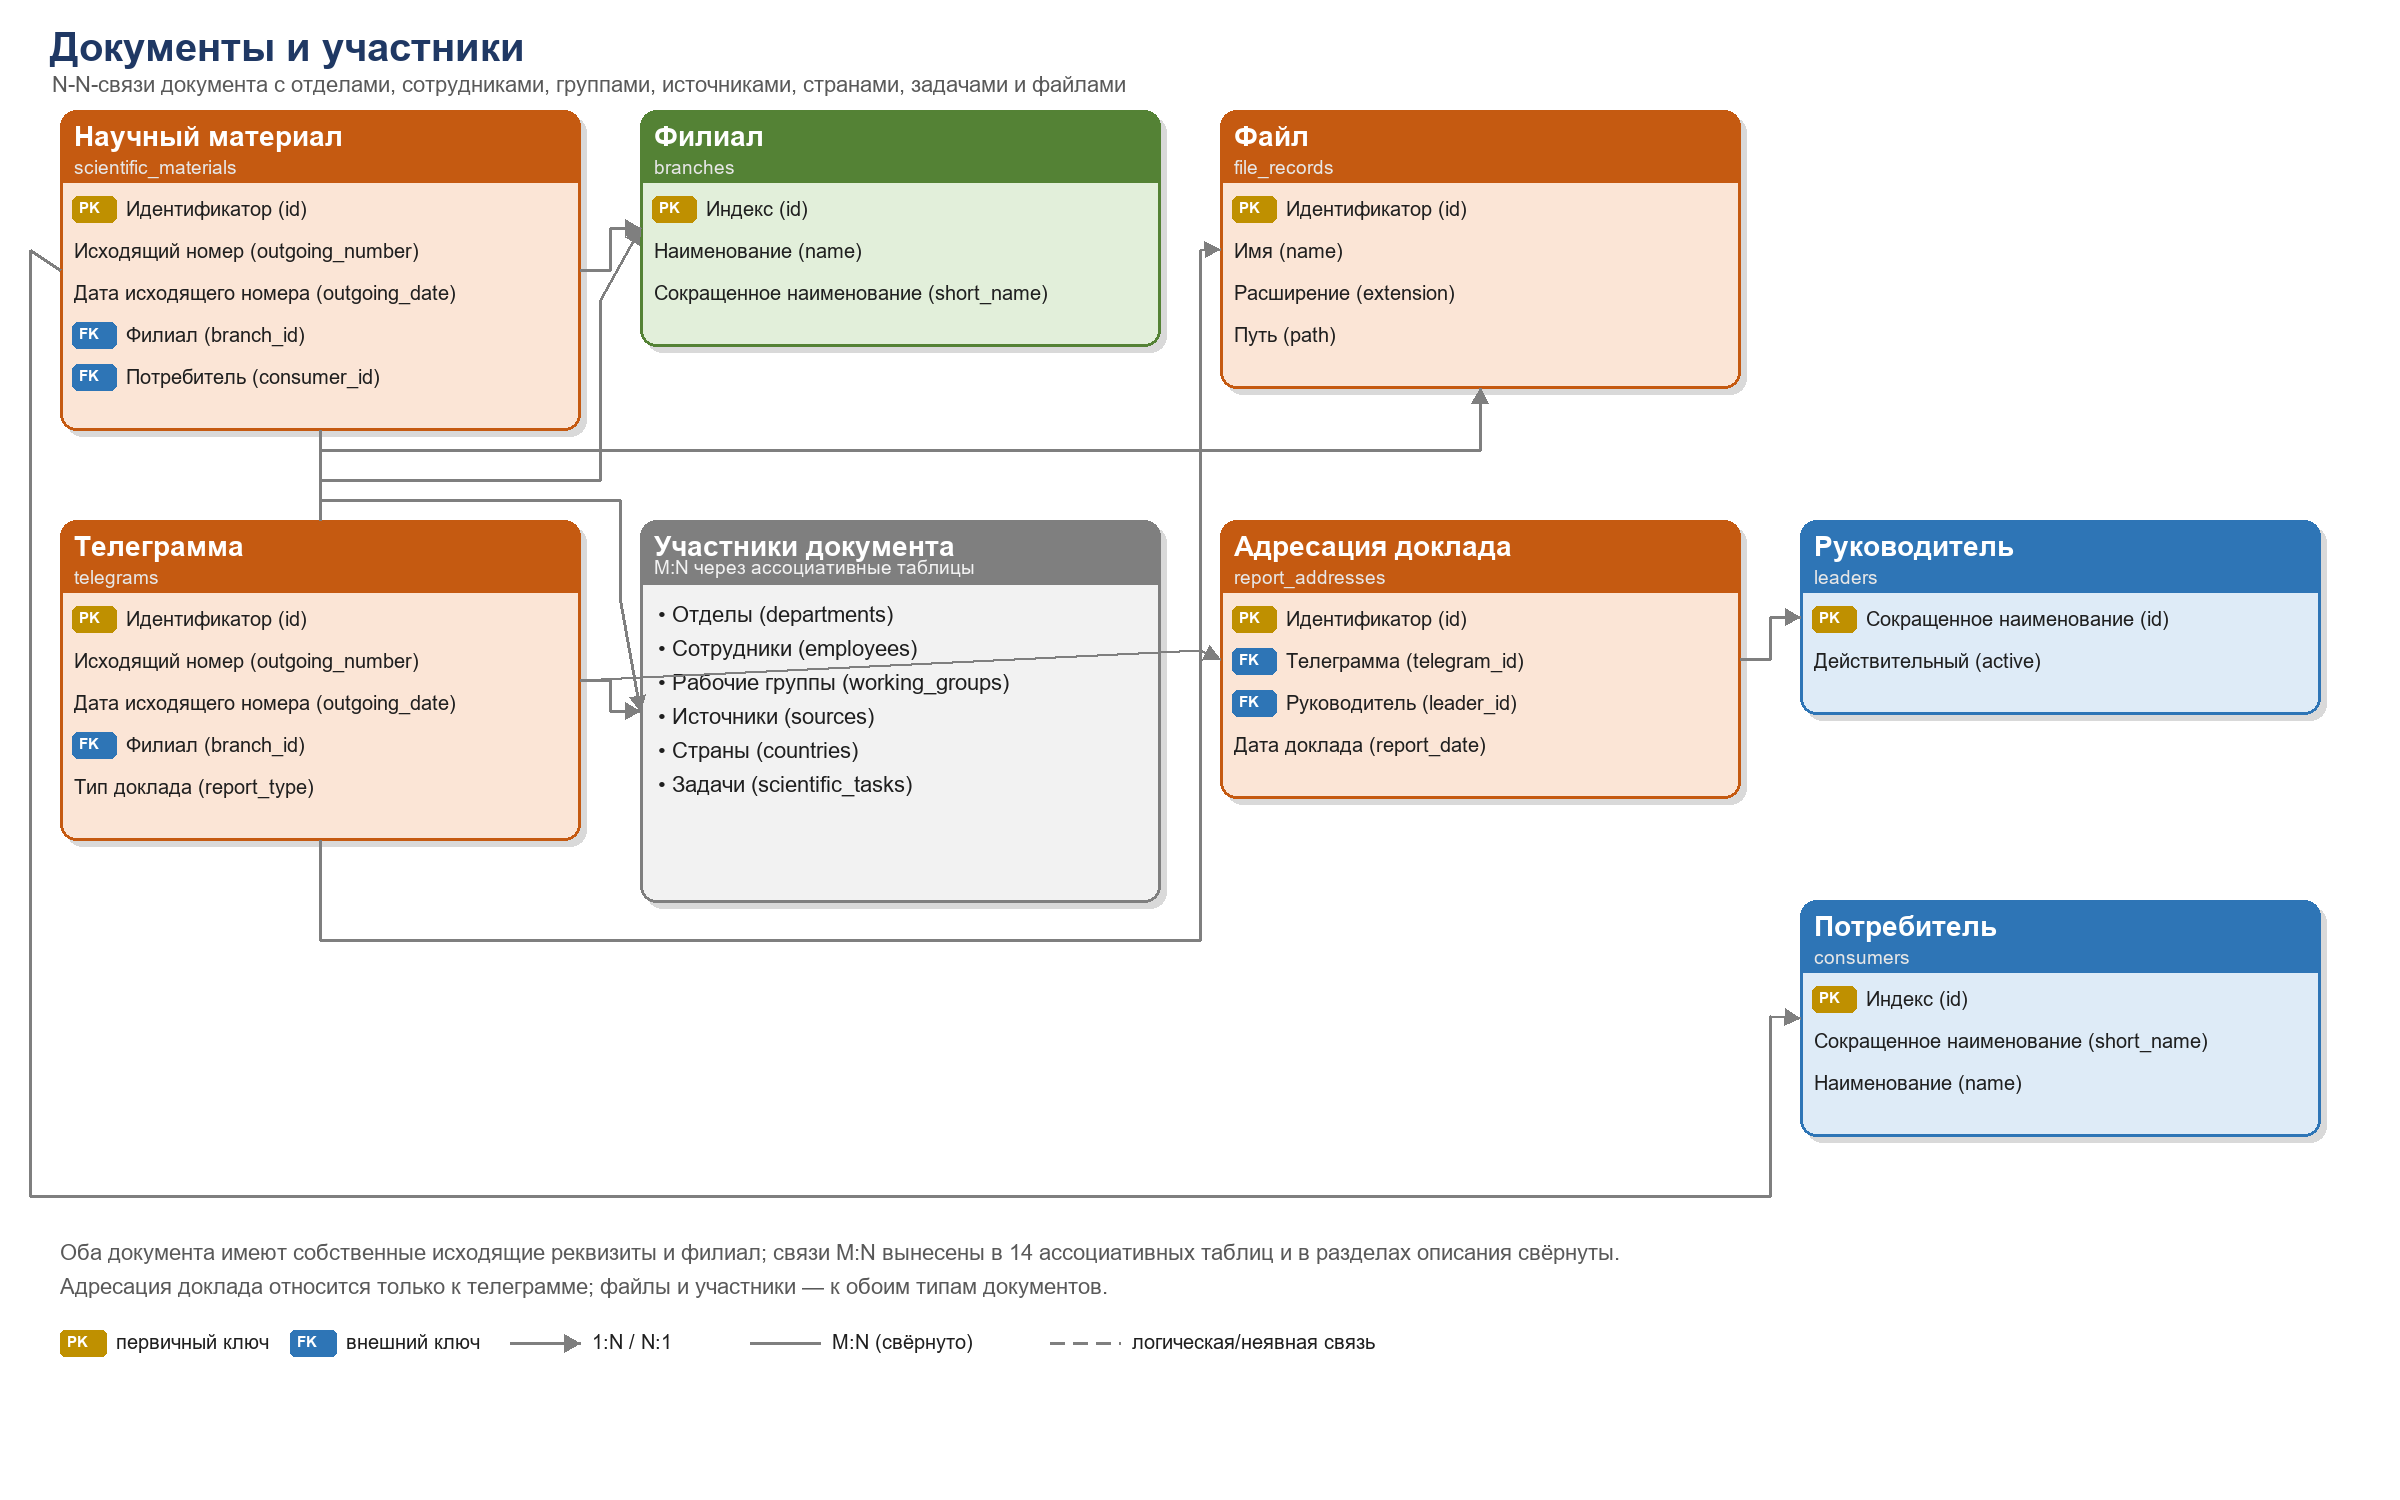 Документы и участники
N-N-связи документа с отделами, сотрудниками, группами, источниками, странами, задачами и файлами
Научный материал
scientific_materials
PK Идентификатор (id)
Исходящий номер (outgoing_number)
Дата исходящего номера (outgoing_date)
FK Филиал (branch_id)
FK Потребитель (consumer_id)
Филиал
branches
PK Индекс (id)
Наименование (name)
Сокращенное наименование (short_name)
Файл
file_records
PK Идентификатор (id)
Имя (name)
Расширение (extension)
Путь (path)
Телеграмма
telegrams
PK Идентификатор (id)
Исходящий номер (outgoing_number)
Дата исходящего номера (outgoing_date)
FK Филиал (branch_id)
Тип доклада (report_type)
Участники документа
M:N через ассоциативные таблицы
• Отделы (departments)
• Сотрудники (employees)
• Рабочие группы (working_groups)
• Источники (sources)
• Страны (countries)
• Задачи (scientific_tasks)
Адресация доклада
report_addresses
PK Идентификатор (id)
FK Телеграмма (telegram_id)
FK Руководитель (leader_id)
Дата доклада (report_date)
Руководитель
leaders
PK Сокращенное наименование (id)
Действительный (active)
Потребитель
consumers
PK Индекс (id)
Сокращенное наименование (short_name)
Наименование (name)
Оба документа имеют собственные исходящие реквизиты и филиал; связи M:N вынесены в 14 ассоциативных таблиц и в разделах описания свёрнуты.
Адресация доклада относится только к телеграмме; файлы и участники — к обоим типам документов.
PK первичный ключ FK внешний ключ 1:N / N:1 M:N (свёрнуто) логическая/неявная связь